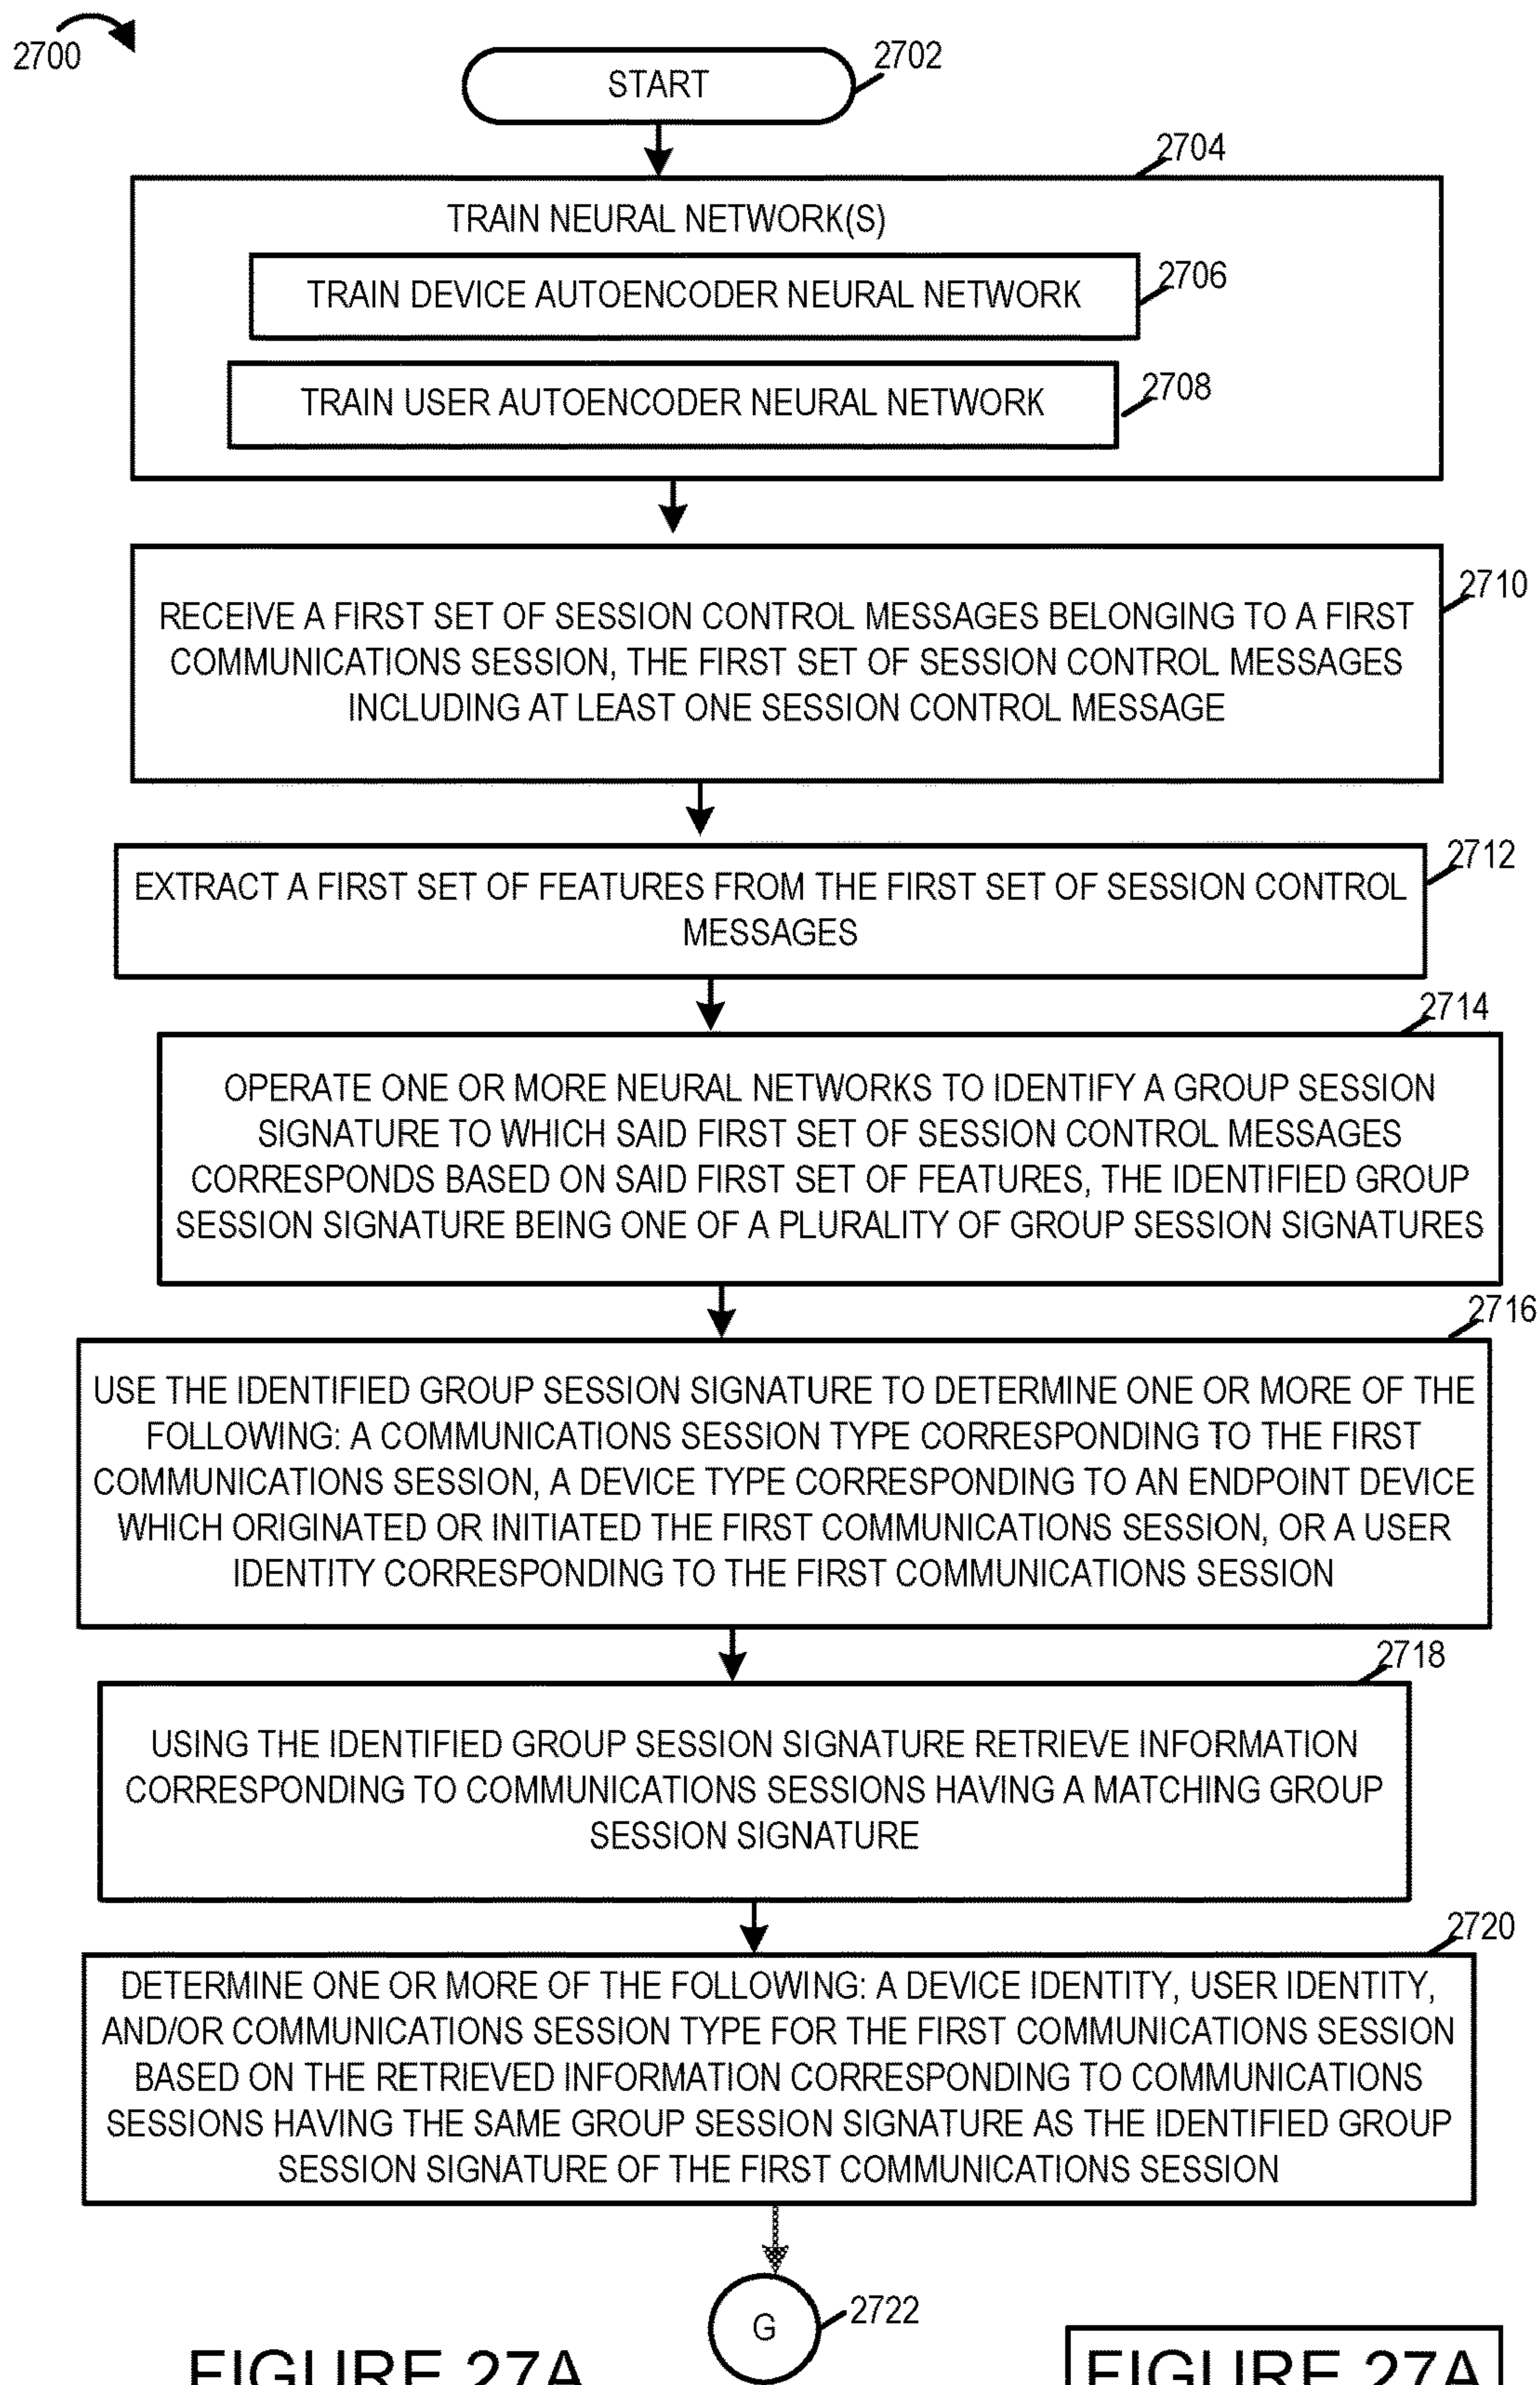 2700
START
2702
2704
TRAIN NEURAL NETWORK(S)
TRAIN DEVICE AUTOENCODER NEURAL NETWORK
2706
TRAIN USER AUTOENCODER NEURAL NETWORK
2708
2710
RECEIVE A FIRST SET OF SESSION CONTROL MESSAGES BELONGING TO A FIRST
COMMUNICATIONS SESSION, THE FIRST SET OF SESSION CONTROL MESSAGES
INCLUDING AT LEAST ONE SESSION CONTROL MESSAGE
2712
EXTRACT A FIRST SET OF FEATURES FROM THE FIRST SET OF SESSION CONTROL
MESSAGES
2714
OPERATE ONE OR MORE NEURAL NETWORKS TO IDENTIFY A GROUP SESSION
SIGNATURE TO WHICH SAID FIRST SET OF SESSION CONTROL MESSAGES
CORRESPONDS BASED ON SAID FIRST SET OF FEATURES, THE IDENTIFIED GROUP
SESSION SIGNATURE BEING ONE OF A PLURALITY OF GROUP SESSION SIGNATURES
2716
USE THE IDENTIFIED GROUP SESSION SIGNATURE TO DETERMINE ONE OR MORE OF THE
FOLLOWING: A COMMUNICATIONS SESSION TYPE CORRESPONDING TO THE FIRST
COMMUNICATIONS SESSION, A DEVICE TYPE CORRESPONDING TO AN ENDPOINT DEVICE
WHICH ORIGINATED OR INITIATED THE FIRST COMMUNICATIONS SESSION, OR A USER
IDENTITY CORRESPONDING TO THE FIRST COMMUNICATIONS SESSION
2718
USING THE IDENTIFIED GROUP SESSION SIGNATURE RETRIEVE INFORMATION
CORRESPONDING TO COMMUNICATIONS SESSIONS HAVING A MATCHING GROUP
SESSION SIGNATURE
2720
DETERMINE ONE OR MORE OF THE FOLLOWING: A DEVICE IDENTITY, USER IDENTITY,
AND/OR COMMUNICATIONS SESSION TYPE FOR THE FIRST COMMUNICATIONS SESSION
BASED ON THE RETRIEVED INFORMATION CORRESPONDING TO COMMUNICATIONS
SESSIONS HAVING THE SAME GROUP SESSION SIGNATURE AS THE IDENTIFIED GROUP
SESSION SIGNATURE OF THE FIRST COMMUNICATIONS SESSION
G
2722
FIGURE 27A
FIGURE 27A